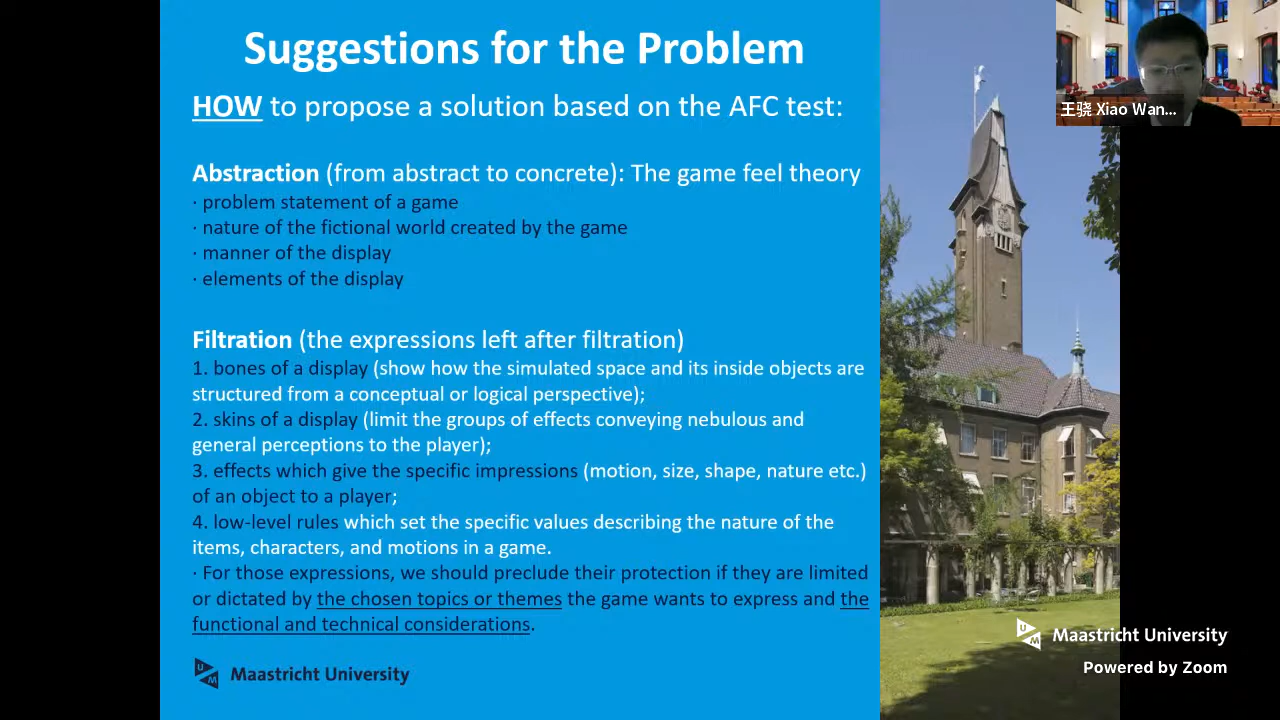 Suggestions for the Problem
HOW to propose a solution based on the AFC test:
Abstraction (from abstract to concrete): The game feel theory
· problem statement of a game
· nature of the fictional world created by the game
· manner of the display
· elements of the display
Filtration (the expressions left after filtration)
1. bones of a display (show how the simulated space and its inside objects are
structured from a conceptual or logical perspective);
2. skins of a display (limit the groups of effects conveying nebulous and
general perceptions to the player);
3. effects which give the specific impressions (motion, size, shape, nature etc.)
of an object to a player;
4. low-level rules which set the specific values describing the nature of the
items, characters, and motions in a game.
· For those expressions, we should preclude their protection if they are limited
or dictated by the chosen topics or themes the game wants to express and the
functional and technical considerations.
UM Maastricht University
王骁 Xiao Wan...
UM Maastricht University
Powered by Zoom